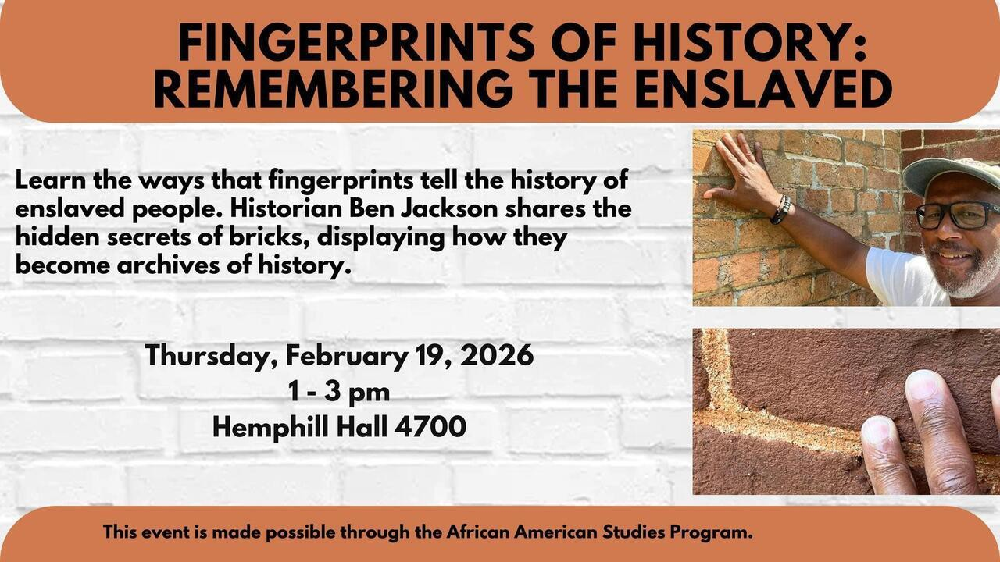 FINGERPRINTS OF HISTORY:
REMEMBERING THE ENSLAVED
Learn the ways that fingerprints tell the history of
enslaved people. Historian Ben Jackson shares the
hidden secrets of bricks, displaying how they
become archives of history.
Thursday, February 19, 2026
1 - 3 pm
Hemphill Hall 4700
This event is made possible through the African American Studies Program.